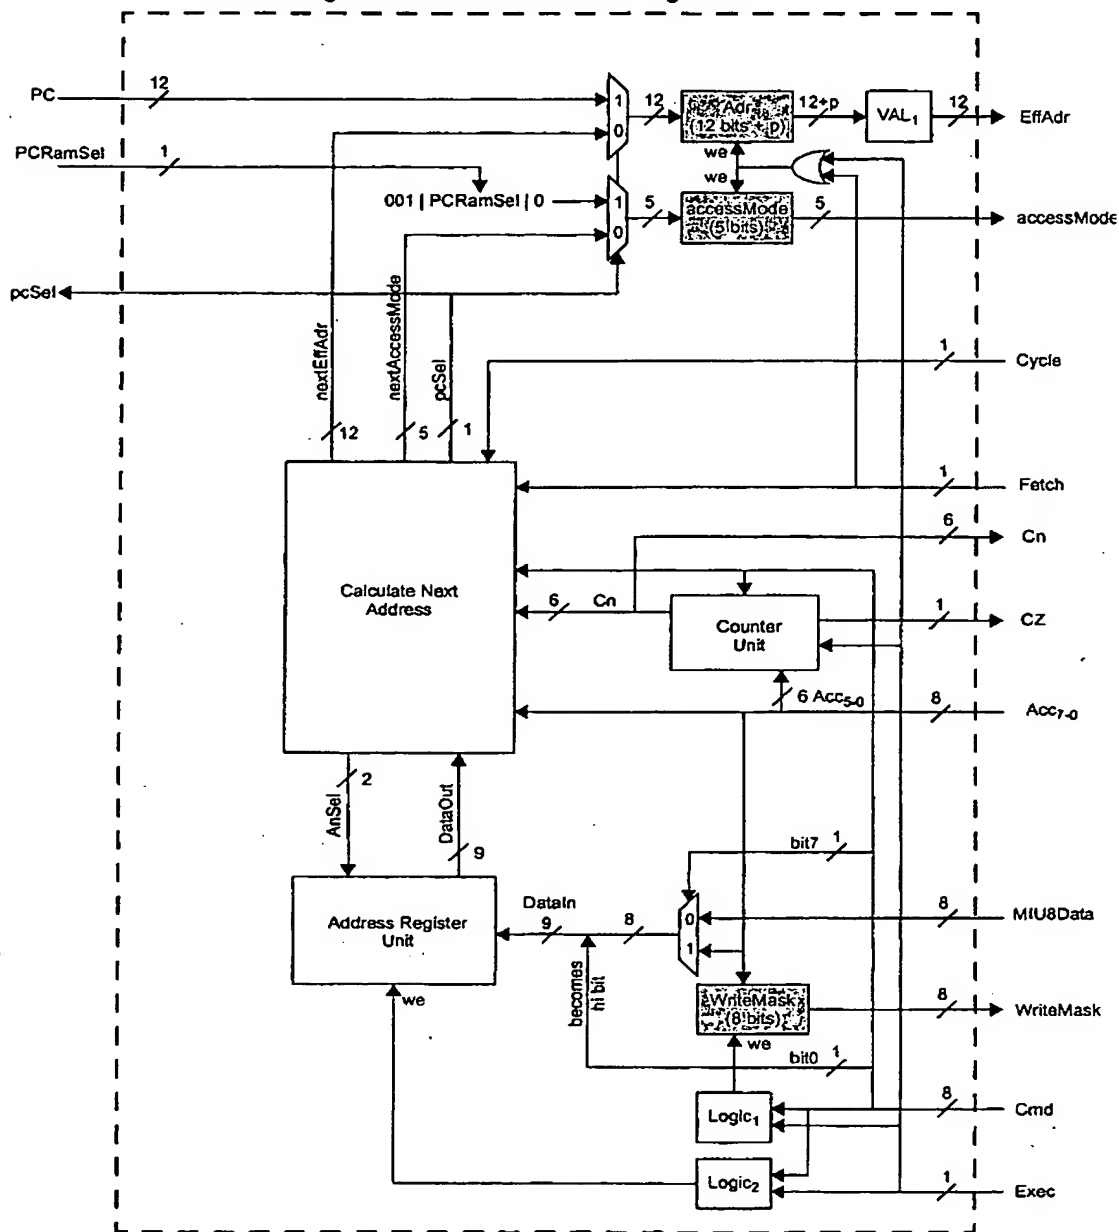 PC
12
1
0
12
Adr
(12 bits + p)
12+p
VAL1
12
EffAdr
PCRamSel
1
we
we
001 | PCRamSel | 0
1
0
5
accessMode
(5 bits)
5
accessMode
pcSel
nextEffAdr
nextAccessMode
pcSel
12
5
1
1
Cycle
1
Fetch
6
Cn
Calculate Next
Address
6
Cn
Counter
Unit
1
CZ
6 Acc5-0
8
Acc7-0
AnSel
2
DataOut
9
bit7
1
Address Register
Unit
DataIn
9
8
0
1
8
MIU8Data
becomes
hi bit
WriteMask
(8 bits)
8
WriteMask
we
we
bit0
1
Logic1
8
Cmd
Logic2
1
Exec